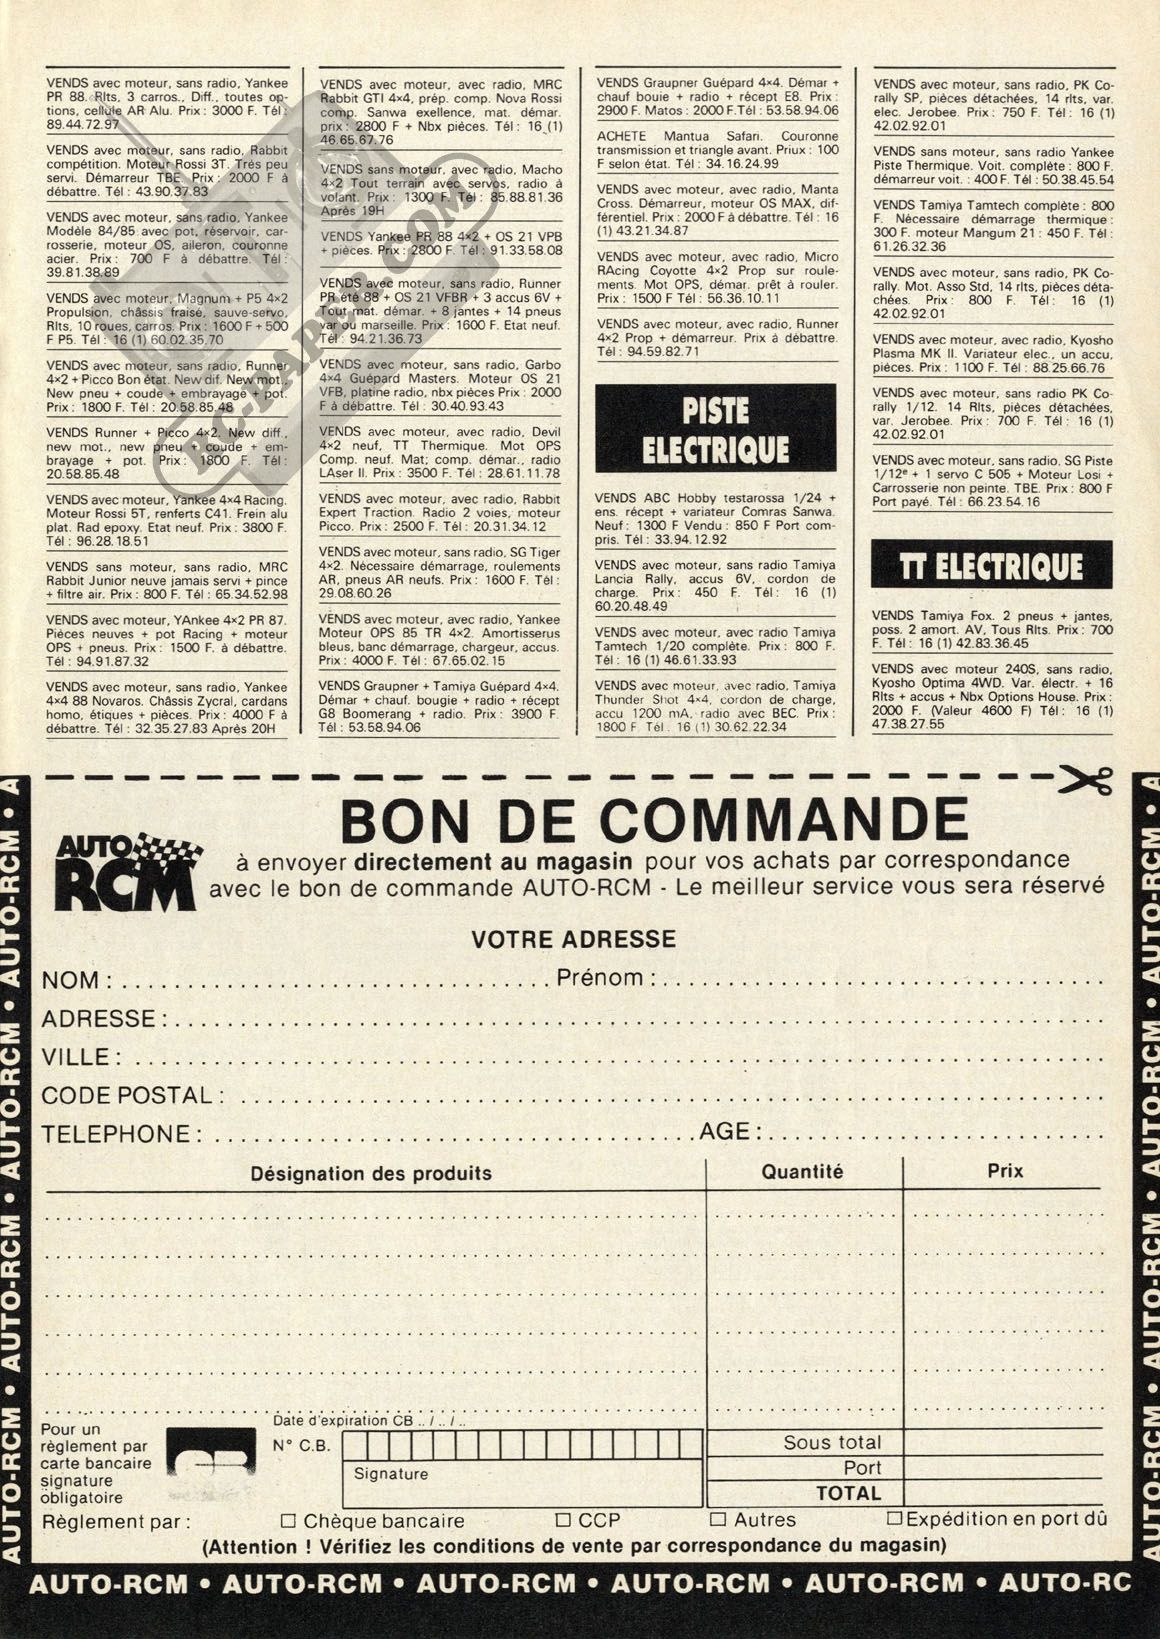 VENDS avec moteur, sans radio, Yankee
PR 88. Rlts, 3 carros., Diff., toutes op-
tions, cellule AR Alu. Prix : 3000 F. Tél :
89.44.72.97
VENDS avec moteur, sans radio, Rabbit
compétition. Moteur Rossi 3T. Très peu
servi. Démarreur TBE. Prix : 2000 F à
débattre. Tél : 43.90.37.83
VENDS avec moteur, sans radio, Yankee
Modèle 84/85 avec pot, réservoir, car-
rosserie, moteur OS, aileron, couronne
acier. Prix : 700 F à débattre. Tél :
39.81.38.89
VENDS avec moteur, Magnum + P5 4×2
Propulsion, châssis fraisé, sauve-servo,
Rlts, 10 roues, carros. Prix : 1600 F + 500
F P5. Tél : 16 (1) 60.02.35.70
VENDS avec moteur, sans radio, Runner
4×2 + Picco Bon état. New dif. New mot.,
New pneu + coude + embrayage + pot.
Prix : 1800 F. Tél : 20.58.85.48
VENDS Runner + Picco 4×2. New diff.,
new mot., new pneu + coude + em-
brayage + pot. Prix : 1800 F. Tél :
20.58.85.48
VENDS avec moteur, Yankee 4×4 Racing.
Moteur Rossi 5T, renferts C41. Frein alu
plat. Rad epoxy. Etat neuf. Prix : 3800 F.
Tél : 96.28.18.51
VENDS sans moteur, sans radio, MRC
Rabbit Junior neuve jamais servi + pince
+ filtre air. Prix : 800 F. Tél : 65.34.52.98
VENDS avec moteur, YAnkee 4×2 PR 87.
Pièces neuves + pot Racing + moteur
OPS + pneus. Prix : 1500 F. à débattre.
Tél : 94.91.87.32
VENDS avec moteur, sans radio, Yankee
4×4 88 Novaros. Châssis Zycral, cardans
homo, étiques + pièces. Prix : 4000 F à
débattre. Tél : 32.35.27.83 Après 20H
VENDS avec moteur, avec radio, MRC
Rabbit GTI 4×4, prép. comp. Nova Rossi
comp. Sanwa exellence, mat. démar.
prix : 2800 F + Nbx pièces. Tél : 16 (1)
46.65.67.76
VENDS sans moteur, avec radio, Macho
4×2 Tout terrain avec servos, radio à
volant. Prix : 1300 F. Tél : 85.88.81.36
Après 19H
VENDS Yankee PR 88 4×2 + OS 21 VPB
+ pièces. Prix : 2800 F. Tél : 91.33.58.08
VENDS avec moteur, sans radio, Runner
PR été 88 + OS 21 VFBR + 3 accus 6V +
Tout mat. démar. + 8 jantes + 14 pneus
var ou marseille. Prix : 1600 F. Etat neuf.
Tél : 94.21.36.73
VENDS avec moteur, sans radio, Garbo
4×4 Guépard Masters. Moteur OS 21
VFB, platine radio, nbx pièces Prix : 2000
F à débattre. Tél : 30.40.93.43
VENDS avec moteur, avec radio, Devil
4×2 neuf, TT Thermique. Mot OPS
Comp. neuf. Mat; comp. démar., radio
LAser II. Prix : 3500 F. Tél : 28.61.11.78
VENDS avec moteur, avec radio, Rabbit
Expert Traction. Radio 2 voies, moteur
Picco. Prix : 2500 F. Tél : 20.31.34.12
VENDS avec moteur, sans radio, SG Tiger
4×2. Nécessaire démarrage, roulements
AR, pneus AR neufs. Prix : 1600 F. Tél :
29.08.60.26
VENDS avec moteur, avec radio, Yankee
Moteur OPS 85 TR 4×2. Amortisserus
bleus, banc démarrage, chargeur, accus.
Prix : 4000 F. Tél : 67.65.02.15
VENDS Graupner + Tamiya Guépard 4×4.
Démar + chauf. bougie + radio + récept
G8 Boomerang + radio. Prix : 3900 F.
Tél : 53.58.94.06
VENDS Graupner Guépard 4×4. Démar +
chauf bouie + radio + récept E8. Prix :
2900 F. Matos : 2000 F.Tél : 53.58.94.06
ACHETE Mantua Safari. Couronne
transmission et triangle avant. Priux : 100
F selon état. Tél : 34.16.24.99
VENDS avec moteur, avec radio, Manta
Cross. Démarreur, moteur OS MAX, dif-
férentiel. Prix : 2000 F à débattre. Tél : 16
(1) 43.21.34.87
VENDS avec moteur, avec radio, Micro
RAcing Coyotte 4×2 Prop sur roule-
ments. Mot OPS, démar. prêt à rouler.
Prix : 1500 F Tél : 56.36.10.11
VENDS avec moteur, avec radio, Runner
4×2 Prop + démarreur. Prix à débattre.
Tél : 94.59.82.71
PISTE
ELECTRIQUE
VENDS ABC Hobby testarossa 1/24 +
ens. récept + variateur Comras Sanwa.
Neuf : 1300 F Vendu : 850 F Port com-
pris. Tél : 33.94.12.92
VENDS avec moteur, sans radio Tamiya
Lancia Rally, accus 6V, cordon de
charge. Prix : 450 F. Tél : 16 (1)
60.20.48.49
VENDS avec moteur, avec radio Tamiya
Tamtech 1/20 complète. Prix : 800 F.
Tél : 16 (1) 46.61.33.93
VENDS avec moteur, avec radio, Tamiya
Thunder Shot 4×4, cordon de charge,
accu 1200 mA, radio avec BEC. Prix :
1800 F. Tél. 16 (1) 30.62.22.34
VENDS avec moteur, sans radio, PK Co-
rally SP, pièces détachées, 14 rlts, var.
elec. Jerobee. Prix : 750 F. Tél : 16 (1)
42.02.92.01
VENDS sans moteur, sans radio Yankee
Piste Thermique. Voit. complète : 800 F.
démarreur voit. : 400 F. Tél : 50.38.45.54
VENDS Tamiya Tamtech complète : 800
F. Nécessaire démarrage thermique :
300 F. moteur Mangum 21 : 450 F. Tél :
61.26.32.36
VENDS avec moteur, sans radio, PK Co-
rally. Mot. Asso Std, 14 rlts, pièces déta-
chées. Prix : 800 F. Tél : 16 (1)
42.02.92.01
VENDS avec moteur, avec radio, Kyosho
Plasma MK II. Variateur elec., un accu,
pièces. Prix : 1100 F. Tél : 88.25.66.76
VENDS avec moteur, sans radio PK Co-
rally 1/12. 14 Rlts, pièces détachées,
var. Jerobee. Prix : 700 F. Tél : 16 (1)
42.02.92.01
VENDS avec moteur, sans radio, SG Piste
1/12e + 1 servo C 505 + Moteur Losi +
Carrosserie non peinte. TBE. Prix : 800 F
Port payé. Tél : 66.23.54.16
TT ELECTRIQUE
VENDS Tamiya Fox. 2 pneus + jantes,
poss. 2 amort. AV, Tous Rlts. Prix : 700
F. Tél : 16 (1) 42.83.36.45
VENDS avec moteur 240S, sans radio,
Kyosho Optima 4WD. Var. électr. + 16
Rlts + accus + Nbx Options House. Prix :
2000 F. (Valeur 4600 F) Tél : 16 (1)
47.38.27.55
RC-PAPER.COM
AUTO RCM
BON DE COMMANDE
à envoyer directement au magasin pour vos achats par correspondance
avec le bon de commande AUTO-RCM - Le meilleur service vous sera réservé
VOTRE ADRESSE
NOM : Prénom :
ADRESSE :
VILLE :
CODE POSTAL :
TELEPHONE : AGE :
Désignation des produits Quantité Prix
Pour un
règlement par
carte bancaire
signature
obligatoire
CB
Date d'expiration CB .. / .. / ..
N° C.B.
Signature
Sous total
Port
TOTAL
Règlement par : □ Chèque bancaire □ CCP □ Autres □ Expédition en port dû
(Attention ! Vérifiez les conditions de vente par correspondance du magasin)
AUTO-RCM • AUTO-RCM • AUTO-RCM • AUTO-RCM • A
AUTO-RCM • AUTO-RCM • AUTO-RCM • AUTO-RCM • A
AUTO-RCM • AUTO-RCM • AUTO-RCM • AUTO-RCM • AUTO-RCM • AUTO-RC